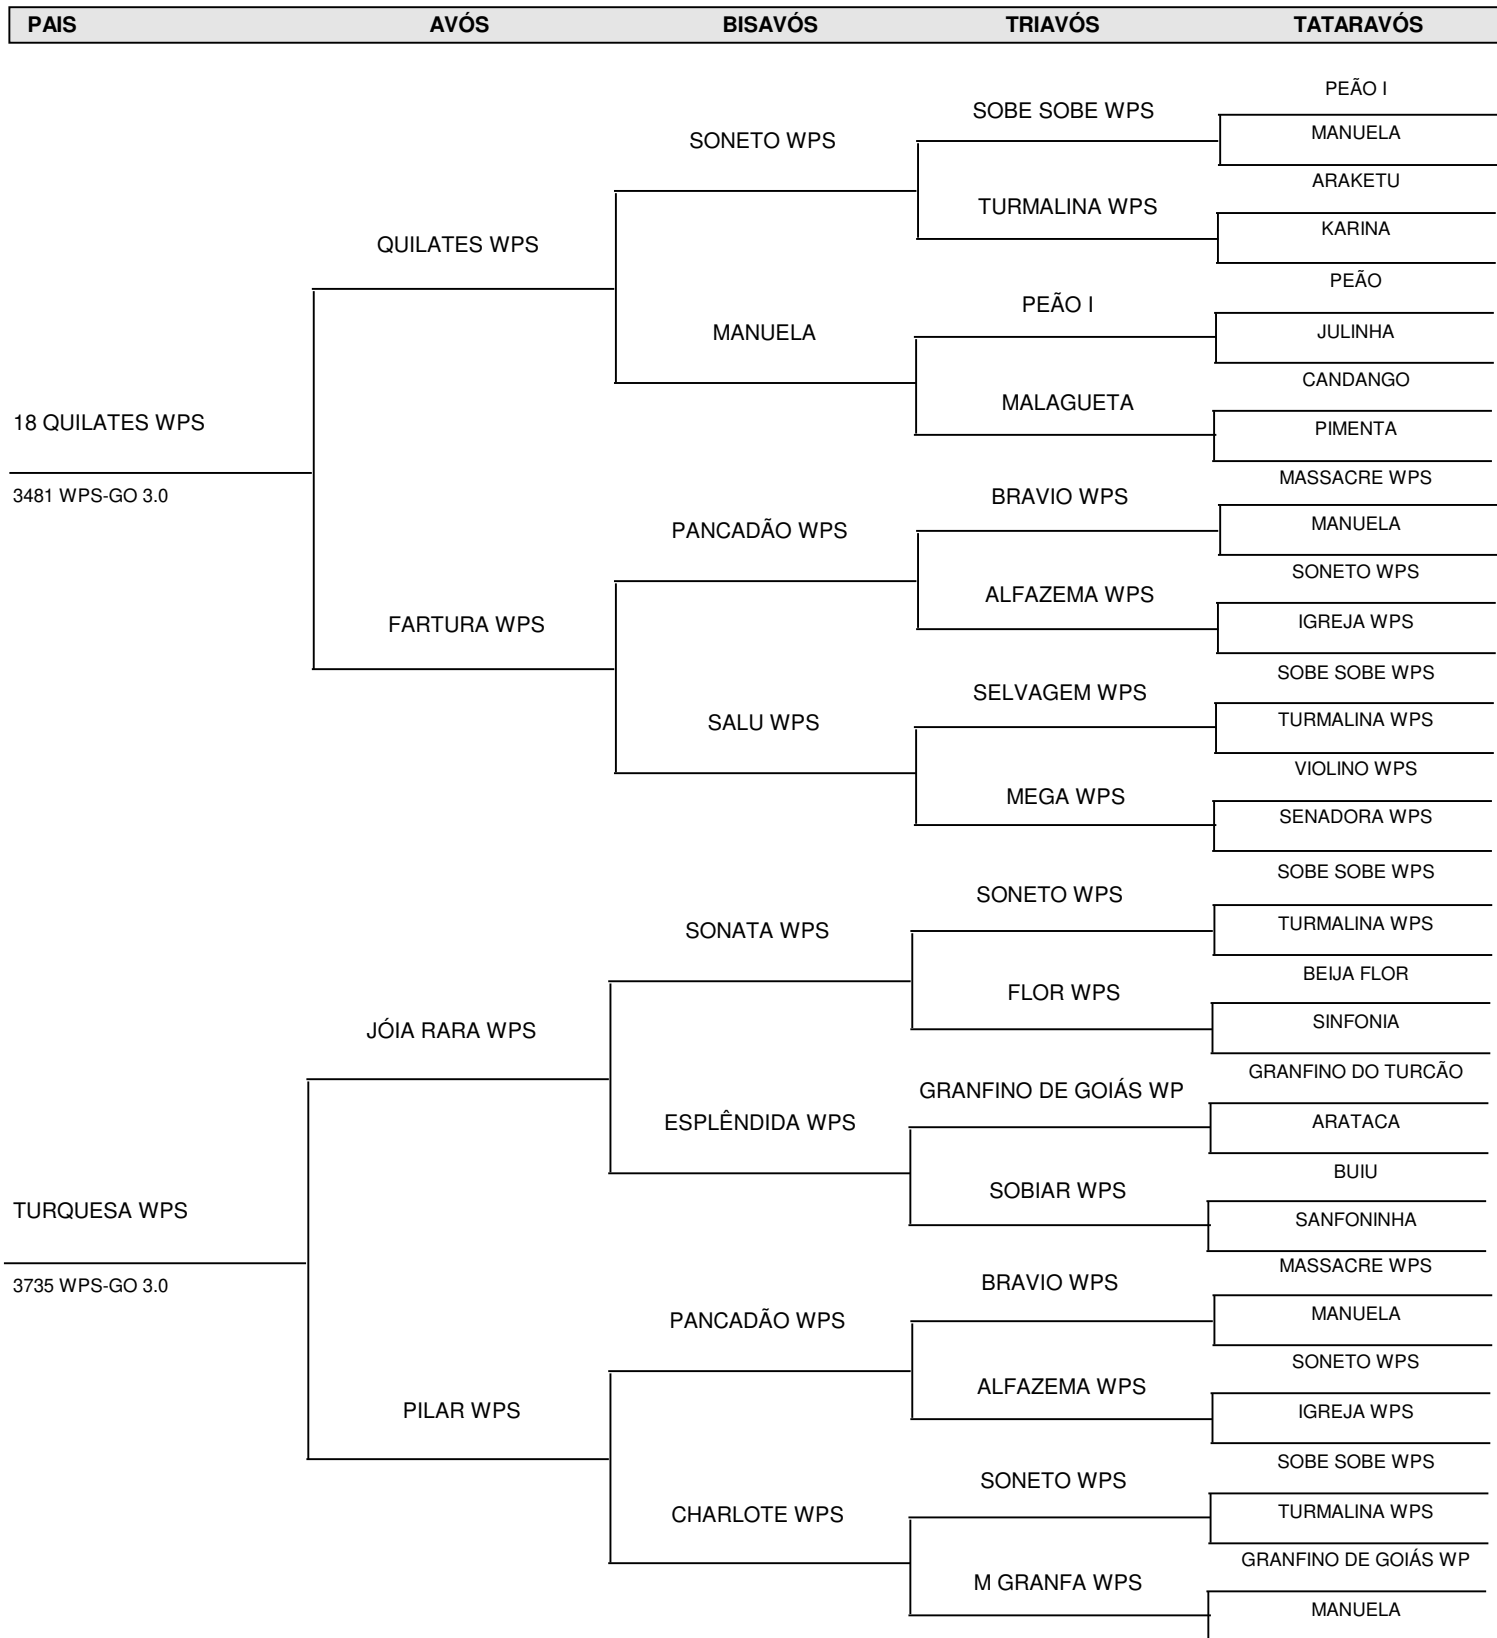 PAIS AVÓS BISAVÓS TRIAVÓS TATARAVÓS
PEÃO I
SOBE SOBE WPS
MANUELA
SONETO WPS
ARAKETU
TURMALINA WPS
KARINA
QUILATES WPS
PEÃO
PEÃO I
JULINHA
MANUELA
CANDANGO
MALAGUETA
PIMENTA
18 QUILATES WPS
3481 WPS-GO 3.0
MASSACRE WPS
BRAVIO WPS
MANUELA
PANCADÃO WPS
SONETO WPS
ALFAZEMA WPS
IGREJA WPS
FARTURA WPS
SOBE SOBE WPS
SELVAGEM WPS
TURMALINA WPS
SALU WPS
VIOLINO WPS
MEGA WPS
SENADORA WPS
SOBE SOBE WPS
SONETO WPS
TURMALINA WPS
SONATA WPS
BEIJA FLOR
FLOR WPS
SINFONIA
JÓIA RARA WPS
GRANFINO DO TURCÃO
GRANFINO DE GOIÁS WP
ARATACA
ESPLÊNDIDA WPS
BUIU
SOBIAR WPS
SANFONINHA
TURQUESA WPS
3735 WPS-GO 3.0
MASSACRE WPS
BRAVIO WPS
MANUELA
PANCADÃO WPS
SONETO WPS
ALFAZEMA WPS
IGREJA WPS
PILAR WPS
SOBE SOBE WPS
SONETO WPS
TURMALINA WPS
CHARLOTE WPS
GRANFINO DE GOIÁS WP
M GRANFA WPS
MANUELA